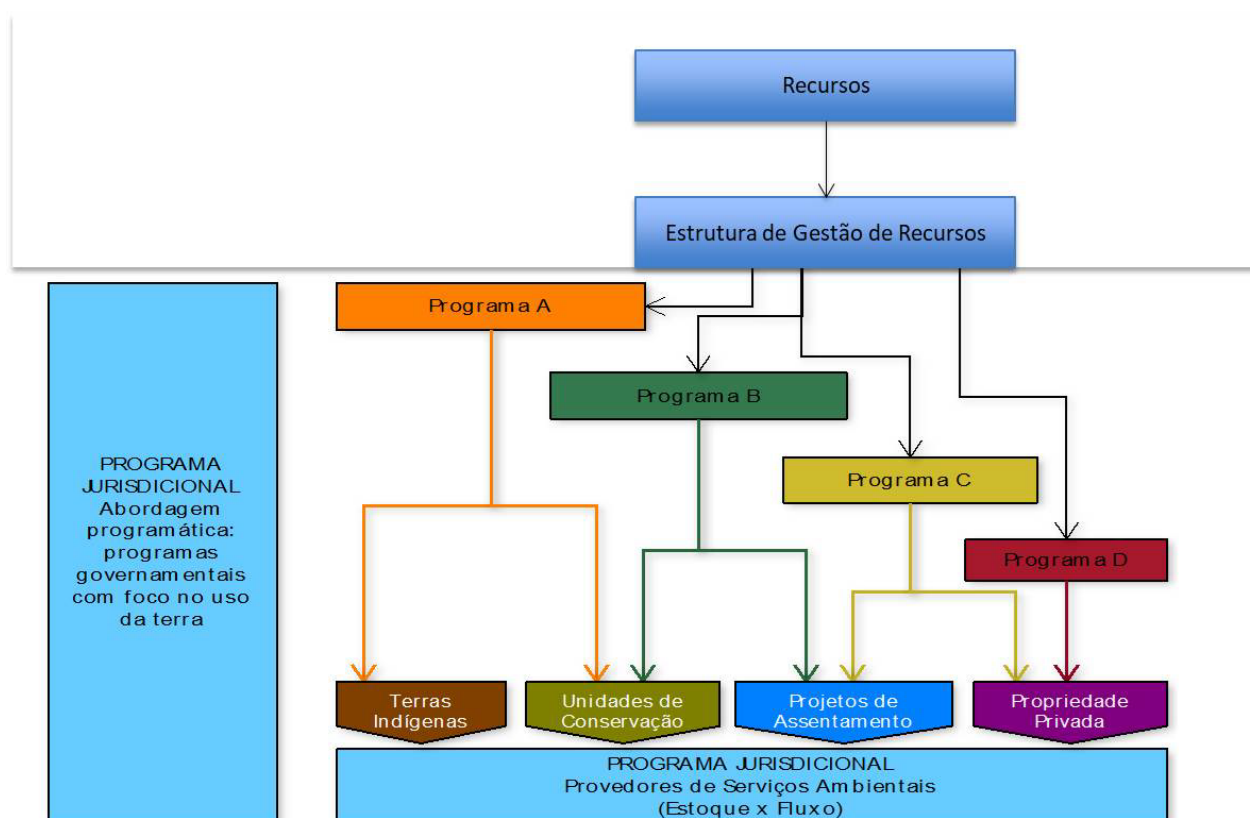 Recursos
Estrutura de Gestão de Recursos
Programa A
Programa B
Programa C
Programa D
PROGRAMA
JURISDICIONAL
Abordagem
programática:
programas
governamentais
com foco no uso
da terra
Terras
Indígenas
Unidades de
Conservação
Projetos de
Assentamento
Propriedade
Privada
PROGRAMA JURISDICIONAL
Provedores de Serviços Ambientais
(Estoque x Fluxo)